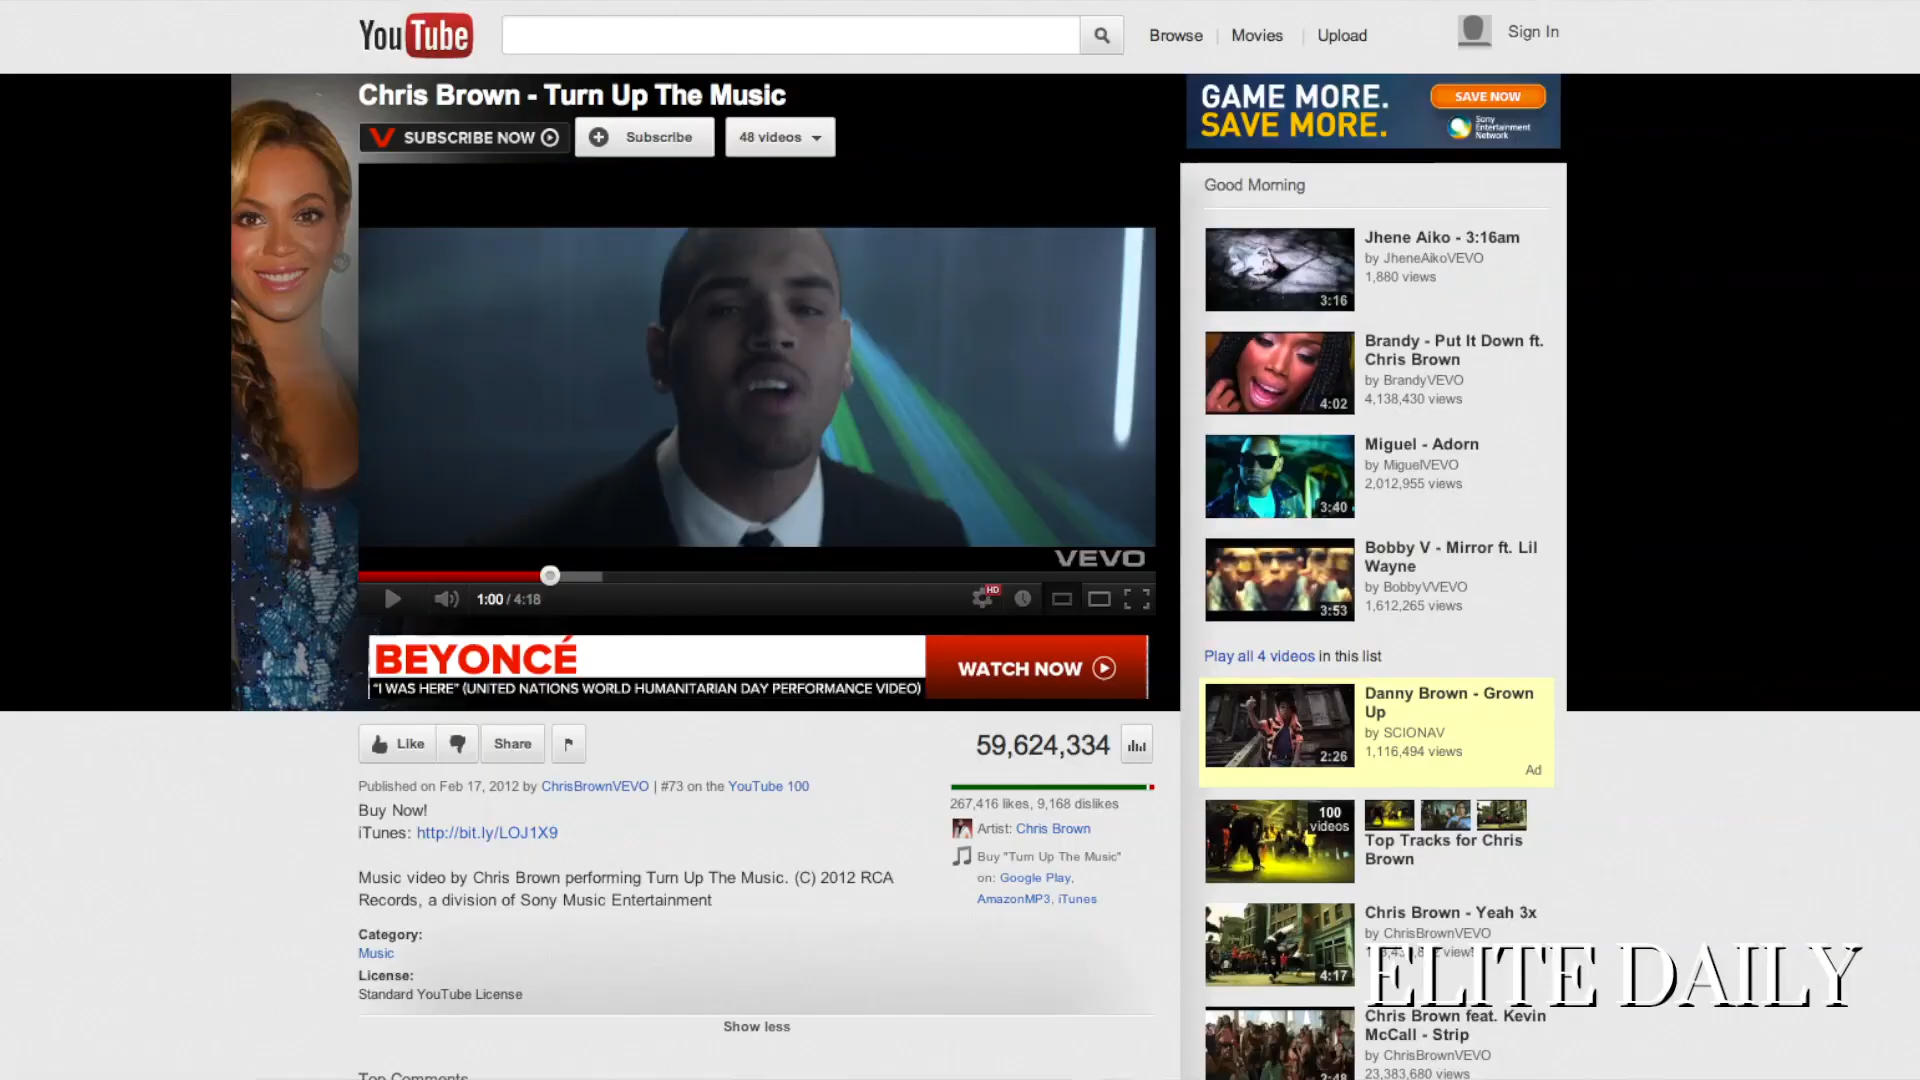 YouTube
Browse
Movies
Upload
Sign In
Chris Brown - Turn Up The Music
SUBSCRIBE NOW
Subscribe
48 videos
GAME MORE.
SAVE MORE.
SAVE NOW
Sony
Entertainment
Network
VEVO
HD
1:00 / 4:18
BEYONCÉ
"I WAS HERE" (UNITED NATIONS WORLD HUMANITARIAN DAY PERFORMANCE VIDEO)
WATCH NOW
Like
Share
59,624,334
Published on Feb 17, 2012 by ChrisBrownVEVO | #73 on the YouTube 100
Buy Now!
iTunes: http://bit.ly/LOJ1X9
Music video by Chris Brown performing Turn Up The Music. (C) 2012 RCA
Records, a division of Sony Music Entertainment
Category:
Music
License:
Standard YouTube License
Show less
Top Comments
267,416 likes, 9,168 dislikes
Artist: Chris Brown
Buy "Turn Up The Music"
on: Google Play,
AmazonMP3, iTunes
Good Morning
3:16
Jhene Aiko - 3:16am
by JheneAikoVEVO
1,880 views
4:02
Brandy - Put It Down ft.
Chris Brown
by BrandyVEVO
4,138,430 views
3:40
Miguel - Adorn
by MiguelVEVO
2,012,955 views
3:53
Bobby V - Mirror ft. Lil
Wayne
by BobbyVVEVO
1,612,265 views
Play all 4 videos in this list
2:26
Danny Brown - Grown
Up
by SCIONAV
1,116,494 views
Ad
100
videos
Top Tracks for Chris
Brown
4:17
Chris Brown - Yeah 3x
by ChrisBrownVEVO
views
ELITE DAILY
2:48
Chris Brown feat. Kevin
McCall - Strip
by ChrisBrownVEVO
23,383,680 views